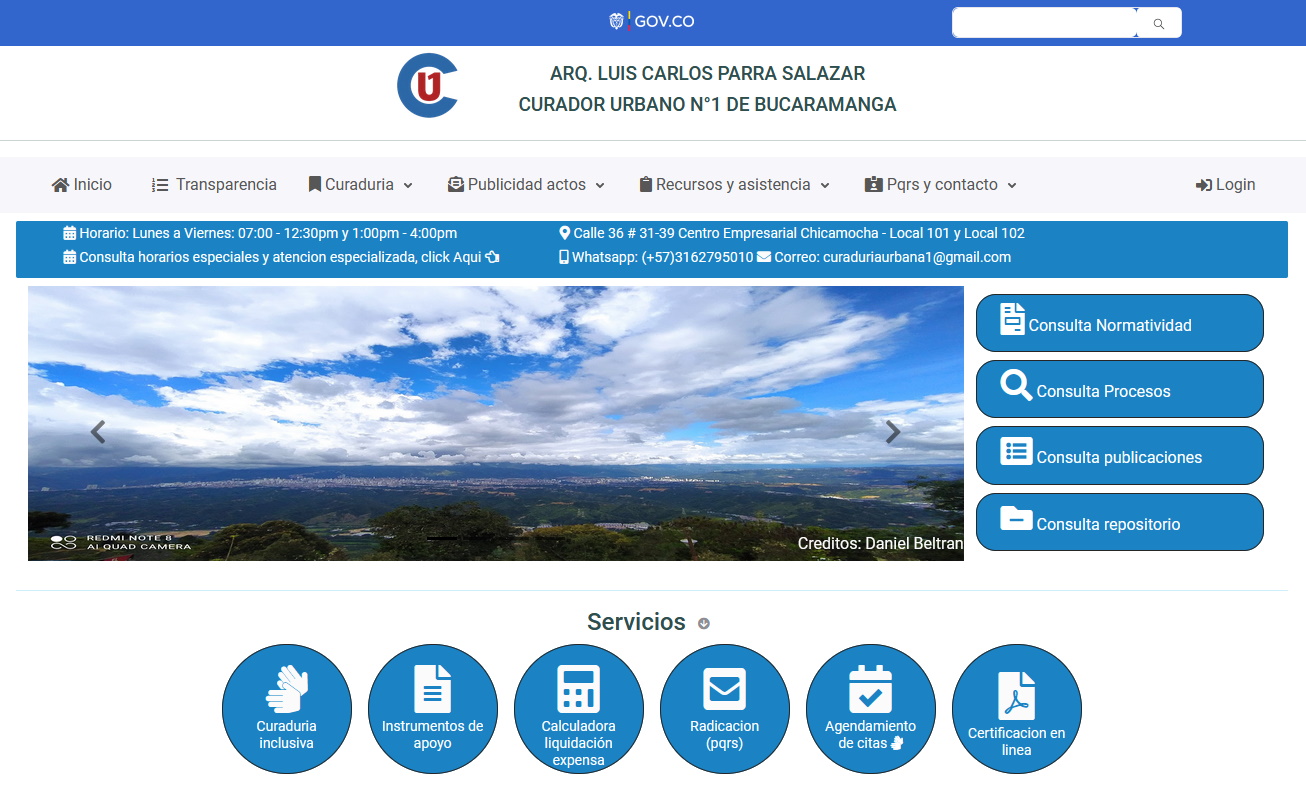 GOV.CO
U1
ARQ. LUIS CARLOS PARRA SALAZAR
CURADOR URBANO N°1 DE BUCARAMANGA
Inicio
Transparencia
Curaduria
Publicidad actos
Recursos y asistencia
Pqrs y contacto
Login
Horario: Lunes a Viernes: 07:00 - 12:30pm y 1:00pm - 4:00pm
Calle 36 # 31-39 Centro Empresarial Chicamocha - Local 101 y Local 102
Consulta horarios especiales y atencion especializada, click Aqui
Whatsapp: (+57)3162795010 Correo: curaduriaurbana1@gmail.com
REDMI NOTE 8
AI QUAD CAMERA
Creditos: Daniel Beltran
Consulta Normatividad
Consulta Procesos
Consulta publicaciones
Consulta repositorio
Servicios
Curaduria
inclusiva
Instrumentos de
apoyo
Calculadora
liquidación
expensa
Radicacion
(pqrs)
Agendamiento
de citas
Certificacion en
linea